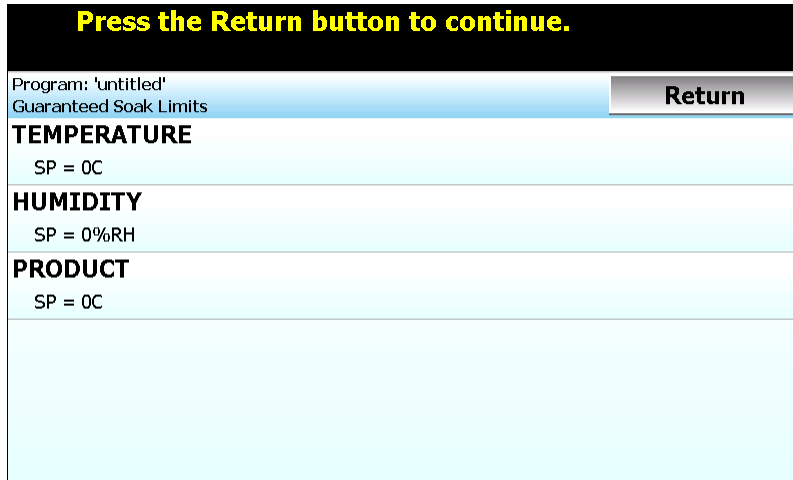 Press the Return button to continue.
Program: 'untitled'
Guaranteed Soak Limits
Return
TEMPERATURE
SP = 0C
HUMIDITY
SP = 0%RH
PRODUCT
SP = 0C